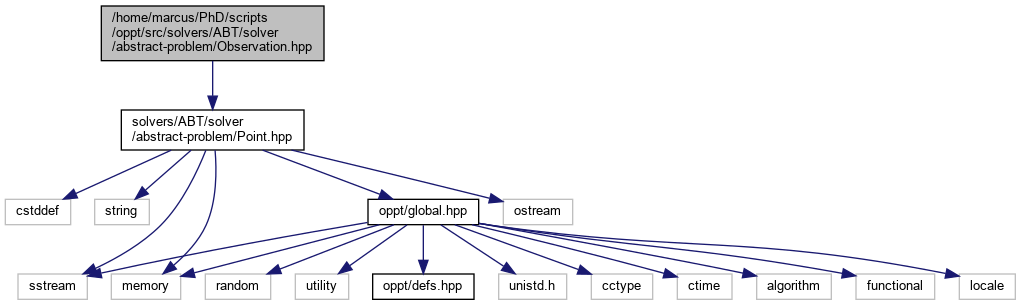 /home/marcus/PhD/scripts
/oppt/src/solvers/ABT/solver
/abstract-problem/Observation.hpp
solvers/ABT/solver
/abstract-problem/Point.hpp
cstddef
string
oppt/global.hpp
ostream
sstream
memory
random
utility
oppt/defs.hpp
unistd.h
cctype
ctime
algorithm
functional
locale